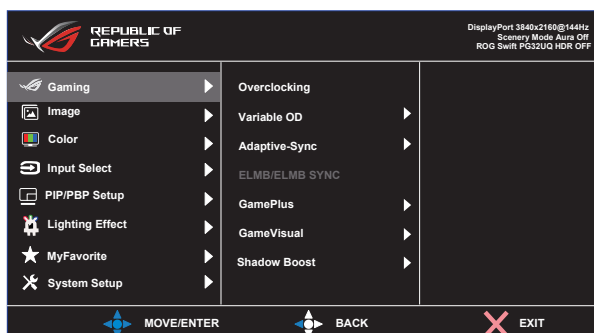 REPUBLIC OF
GAMERS
DisplayPort 3840x2160@144Hz
Scenery Mode Aura Off
ROG Swift PG32UQ HDR OFF
Gaming
Image
Color
Input Select
PIP/PBP Setup
Lighting Effect
MyFavorite
System Setup
Overclocking
Variable OD
Adaptive-Sync
ELMB/ELMB SYNC
GamePlus
GameVisual
Shadow Boost
MOVE/ENTER
BACK
EXIT